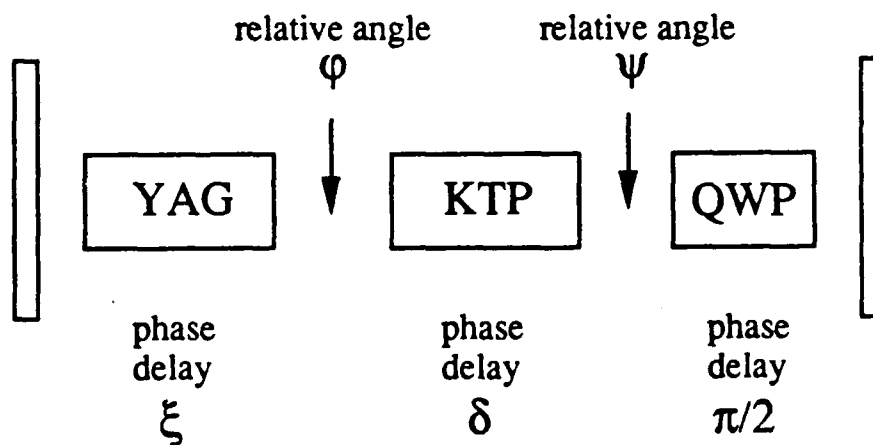 relative angle
φ
relative angle
ψ
YAG
KTP
QWP
phase
delay
ξ
phase
delay
δ
phase
delay
π/2